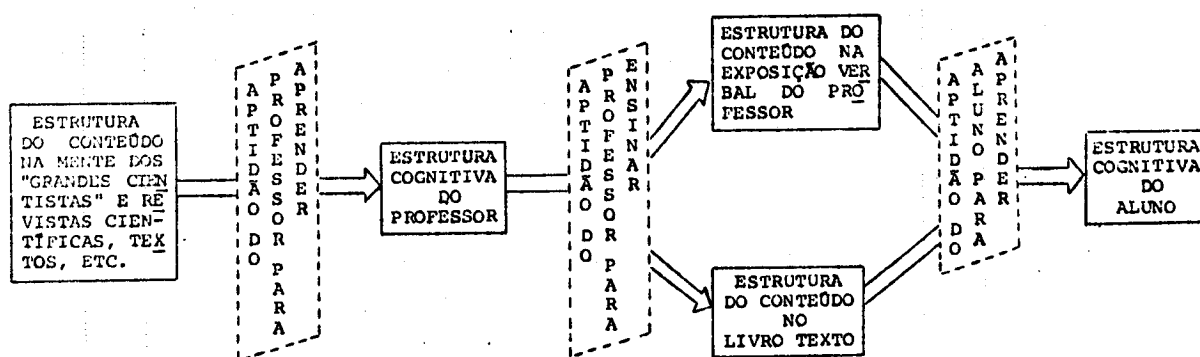 ESTRUTURA
DO CONTEÚDO
NA MENTE DOS
"GRANDES CIEN
TISTAS" E RE
VISTAS CIEN-
TÍFICAS, TEX
TOS, ETC.
APTIDÃO DO
PROFESSOR PARA
APRENDER
ESTRUTURA
COGNITIVA
DO
PROFESSOR
APTIDÃO DO
PROFESSOR PARA
ENSINAR
ESTRUTURA DO
CONTEÚDO NA
EXPOSIÇÃO VER
BAL DO PRO
FESSOR
ESTRUTURA
DO CONTEÚDO
NO
LIVRO TEXTO
APTIDÃO DO
ALUNO PARA
APRENDER
ESTRUTURA
COGNITIVA
DO
ALUNO